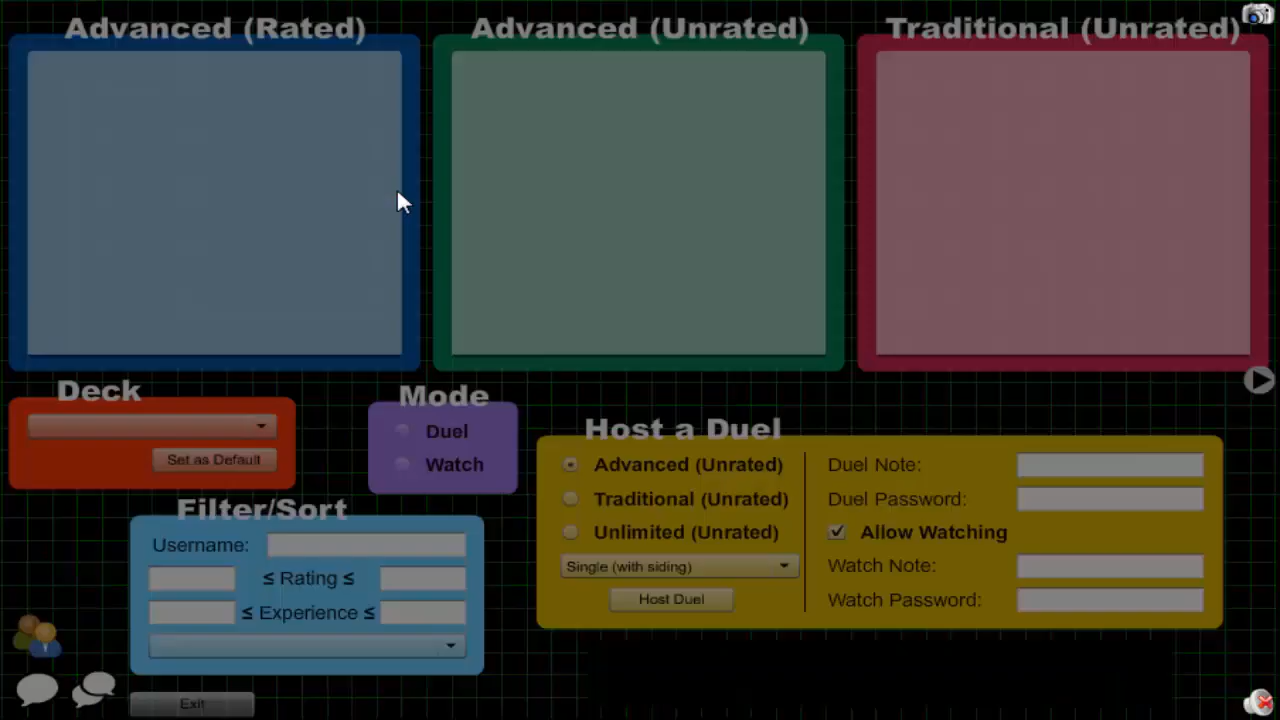 Advanced (Rated)
Advanced (Unrated)
Traditional (Unrated)
Deck
Set as Default
Mode
Duel
Watch
Filter/Sort
Username:
≤ Rating ≤
≤ Experience ≤
Exit
Host a Duel
Advanced (Unrated)
Traditional (Unrated)
Unlimited (Unrated)
Single (with siding)
Host Duel
Duel Note:
Duel Password:
Allow Watching
Watch Note:
Watch Password: